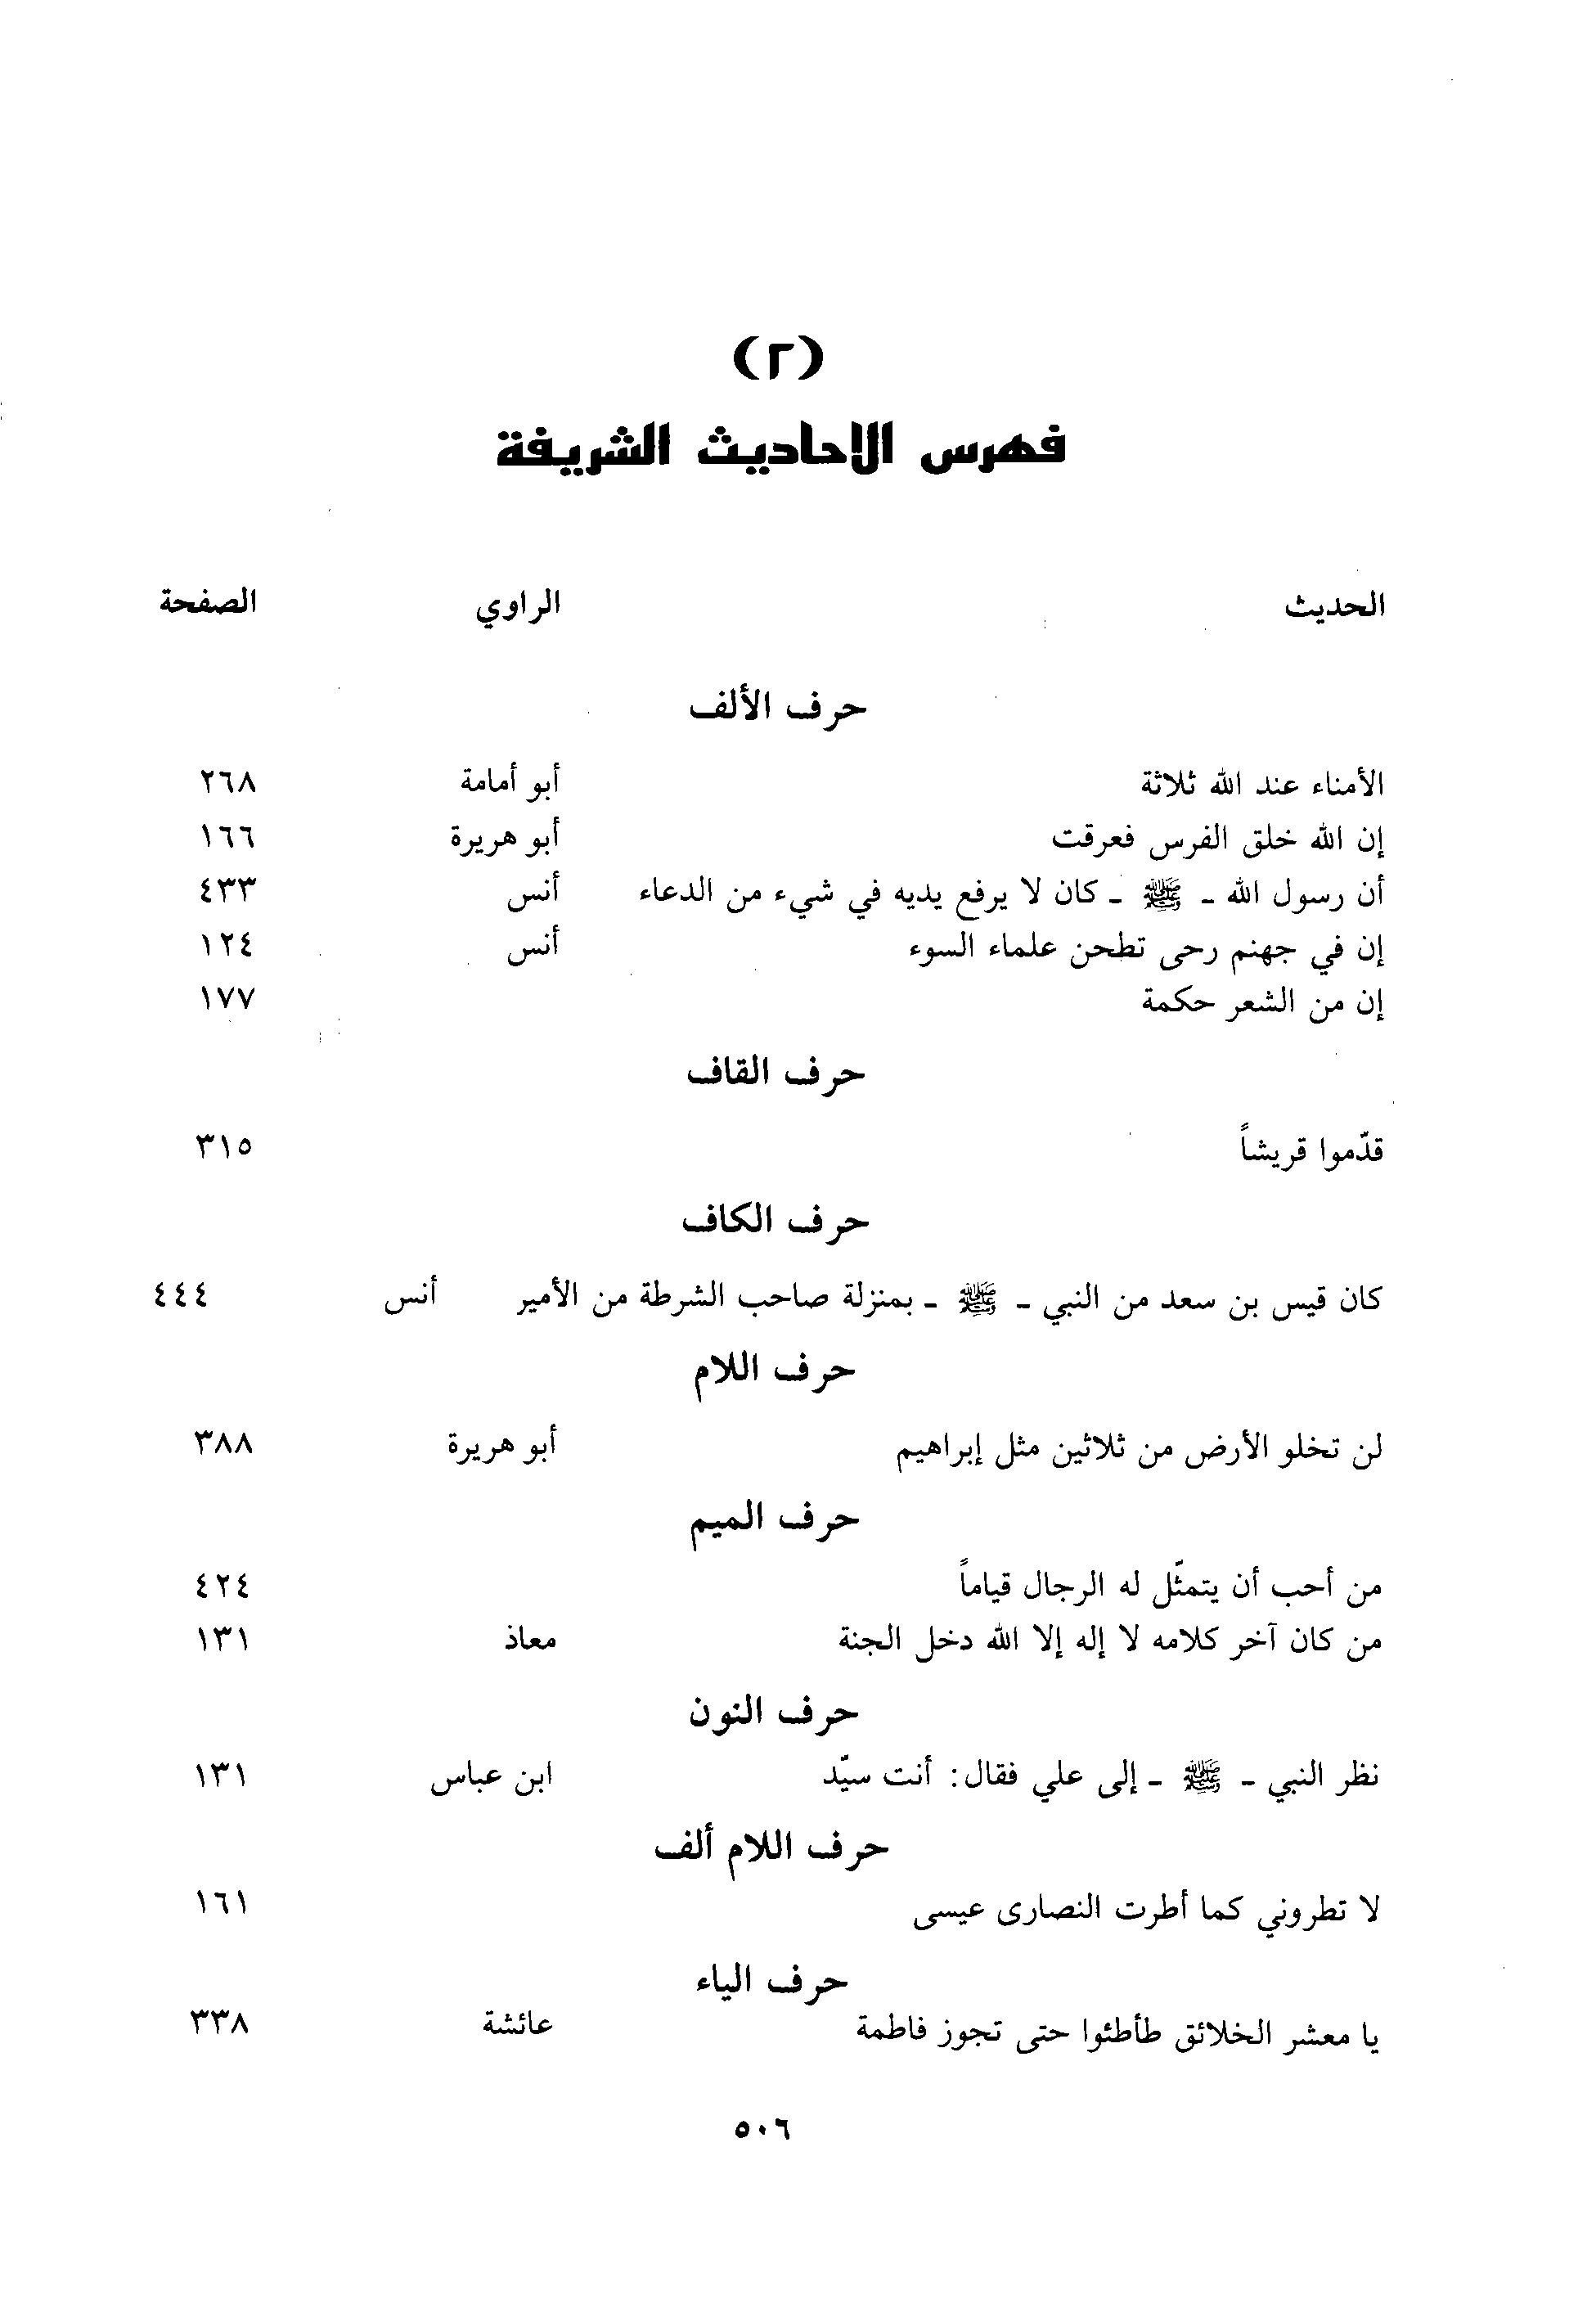 (٢)
فهرس الاحاديث الشريفة
الحديث الراوي الصفحة
حرف الألف
الأمناء عند الله ثلاثة أبو أمامة ٢٦٨
إن الله خلق الفرس فعرقت أبو هريرة ١٦٦
أن رسول الله - ﷺ - كان لا يرفع يديه في شيء من الدعاء أنس ٤٣٣
إن في جهنم رحى تطحن علماء السوء أنس ١٢٤
إن من الشعر حكمة ١٧٧
حرف القاف
قدّموا قريشاً ٣١٥
حرف الكاف
كان قيس بن سعد من النبي - ﷺ - بمنزلة صاحب الشرطة من الأمير أنس ٤٤٤
حرف اللام
لن تخلو الأرض من ثلاثين مثل إبراهيم أبو هريرة ٣٨٨
حرف الميم
من أحب أن يتمثّل له الرجال قياماً ٤٢٤
من كان آخر كلامه لا إله إلا الله دخل الجنة معاذ ١٣١
حرف النون
نظر النبي - ﷺ - إلى علي فقال: أنت سيّد ابن عباس ١٣١
حرف اللام ألف
لا تطروني كما أطرت النصارى عيسى ١٦١
حرف الياء
يا معشر الخلائق طأطئوا حتى تجوز فاطمة عائشة ٣٣٨
٥٠٦